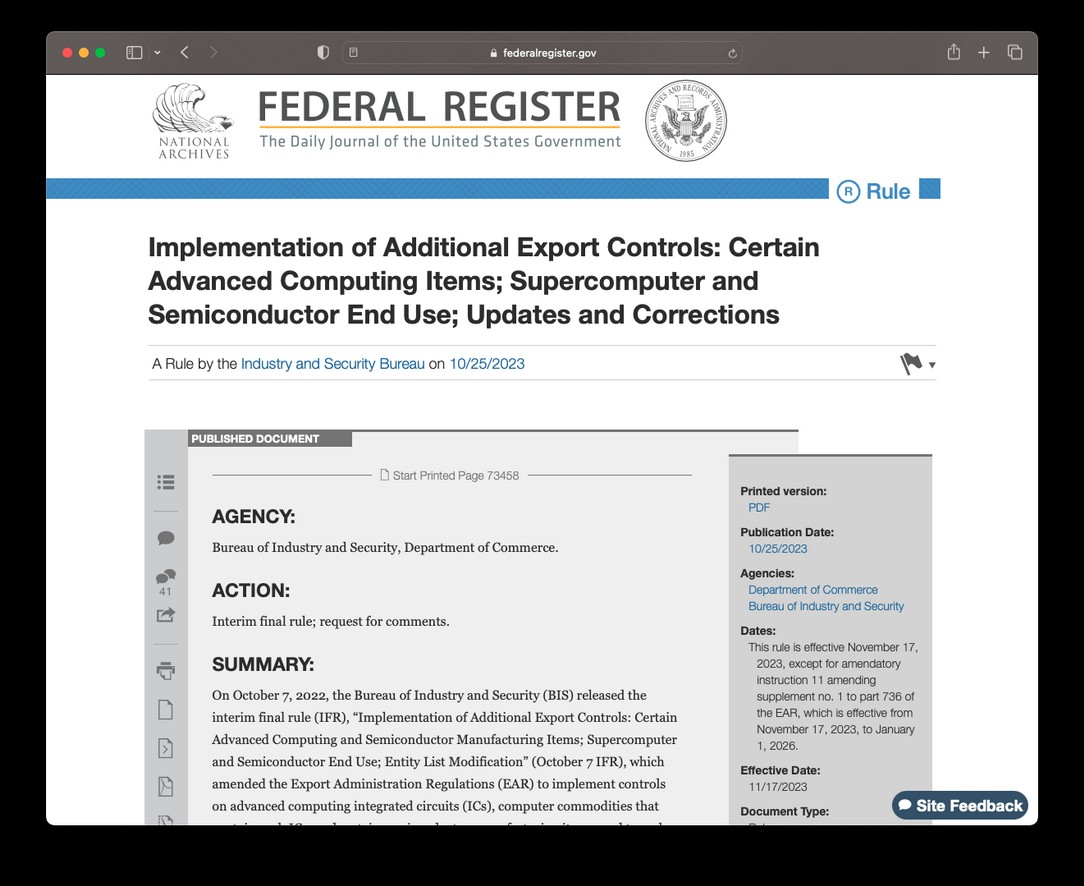 federalregister.gov
NATIONAL
ARCHIVES
FEDERAL REGISTER
The Daily Journal of the United States Government
NATIONAL ARCHIVES AND RECORDS ADMINISTRATION
1985
R Rule
Implementation of Additional Export Controls: Certain
Advanced Computing Items; Supercomputer and
Semiconductor End Use; Updates and Corrections
A Rule by the Industry and Security Bureau on 10/25/2023
PUBLISHED DOCUMENT
41
Start Printed Page 73458
AGENCY:
Bureau of Industry and Security, Department of Commerce.
ACTION:
Interim final rule; request for comments.
SUMMARY:
On October 7, 2022, the Bureau of Industry and Security (BIS) released the
interim final rule (IFR), “Implementation of Additional Export Controls: Certain
Advanced Computing and Semiconductor Manufacturing Items; Supercomputer
and Semiconductor End Use; Entity List Modification” (October 7 IFR), which
amended the Export Administration Regulations (EAR) to implement controls
on advanced computing integrated circuits (ICs), computer commodities that
Printed version:
PDF
Publication Date:
10/25/2023
Agencies:
Department of Commerce
Bureau of Industry and Security
Dates:
This rule is effective November 17,
2023, except for amendatory
instruction 11 amending
supplement no. 1 to part 736 of
the EAR, which is effective from
November 17, 2023, to January
1, 2026.
Effective Date:
11/17/2023
Document Type:
Site Feedback